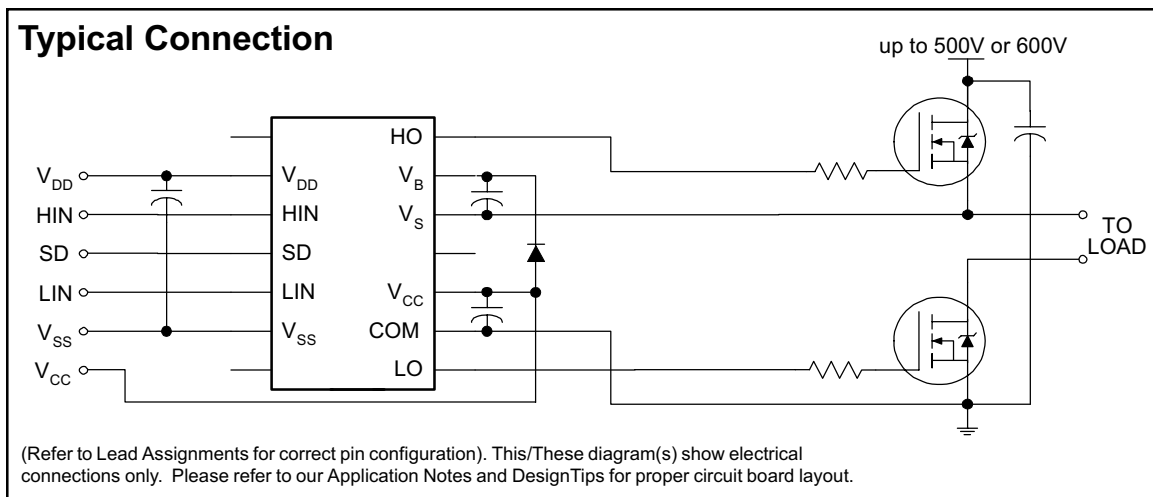 Typical Connection
up to 500V or 600V
HO
VDD
VDD
VB
HIN
HIN
VS
SD
SD
TO
LOAD
LIN
LIN
VCC
VSS
VSS
COM
VCC
LO
(Refer to Lead Assignments for correct pin configuration). This/These diagram(s) show electrical
connections only. Please refer to our Application Notes and DesignTips for proper circuit board layout.